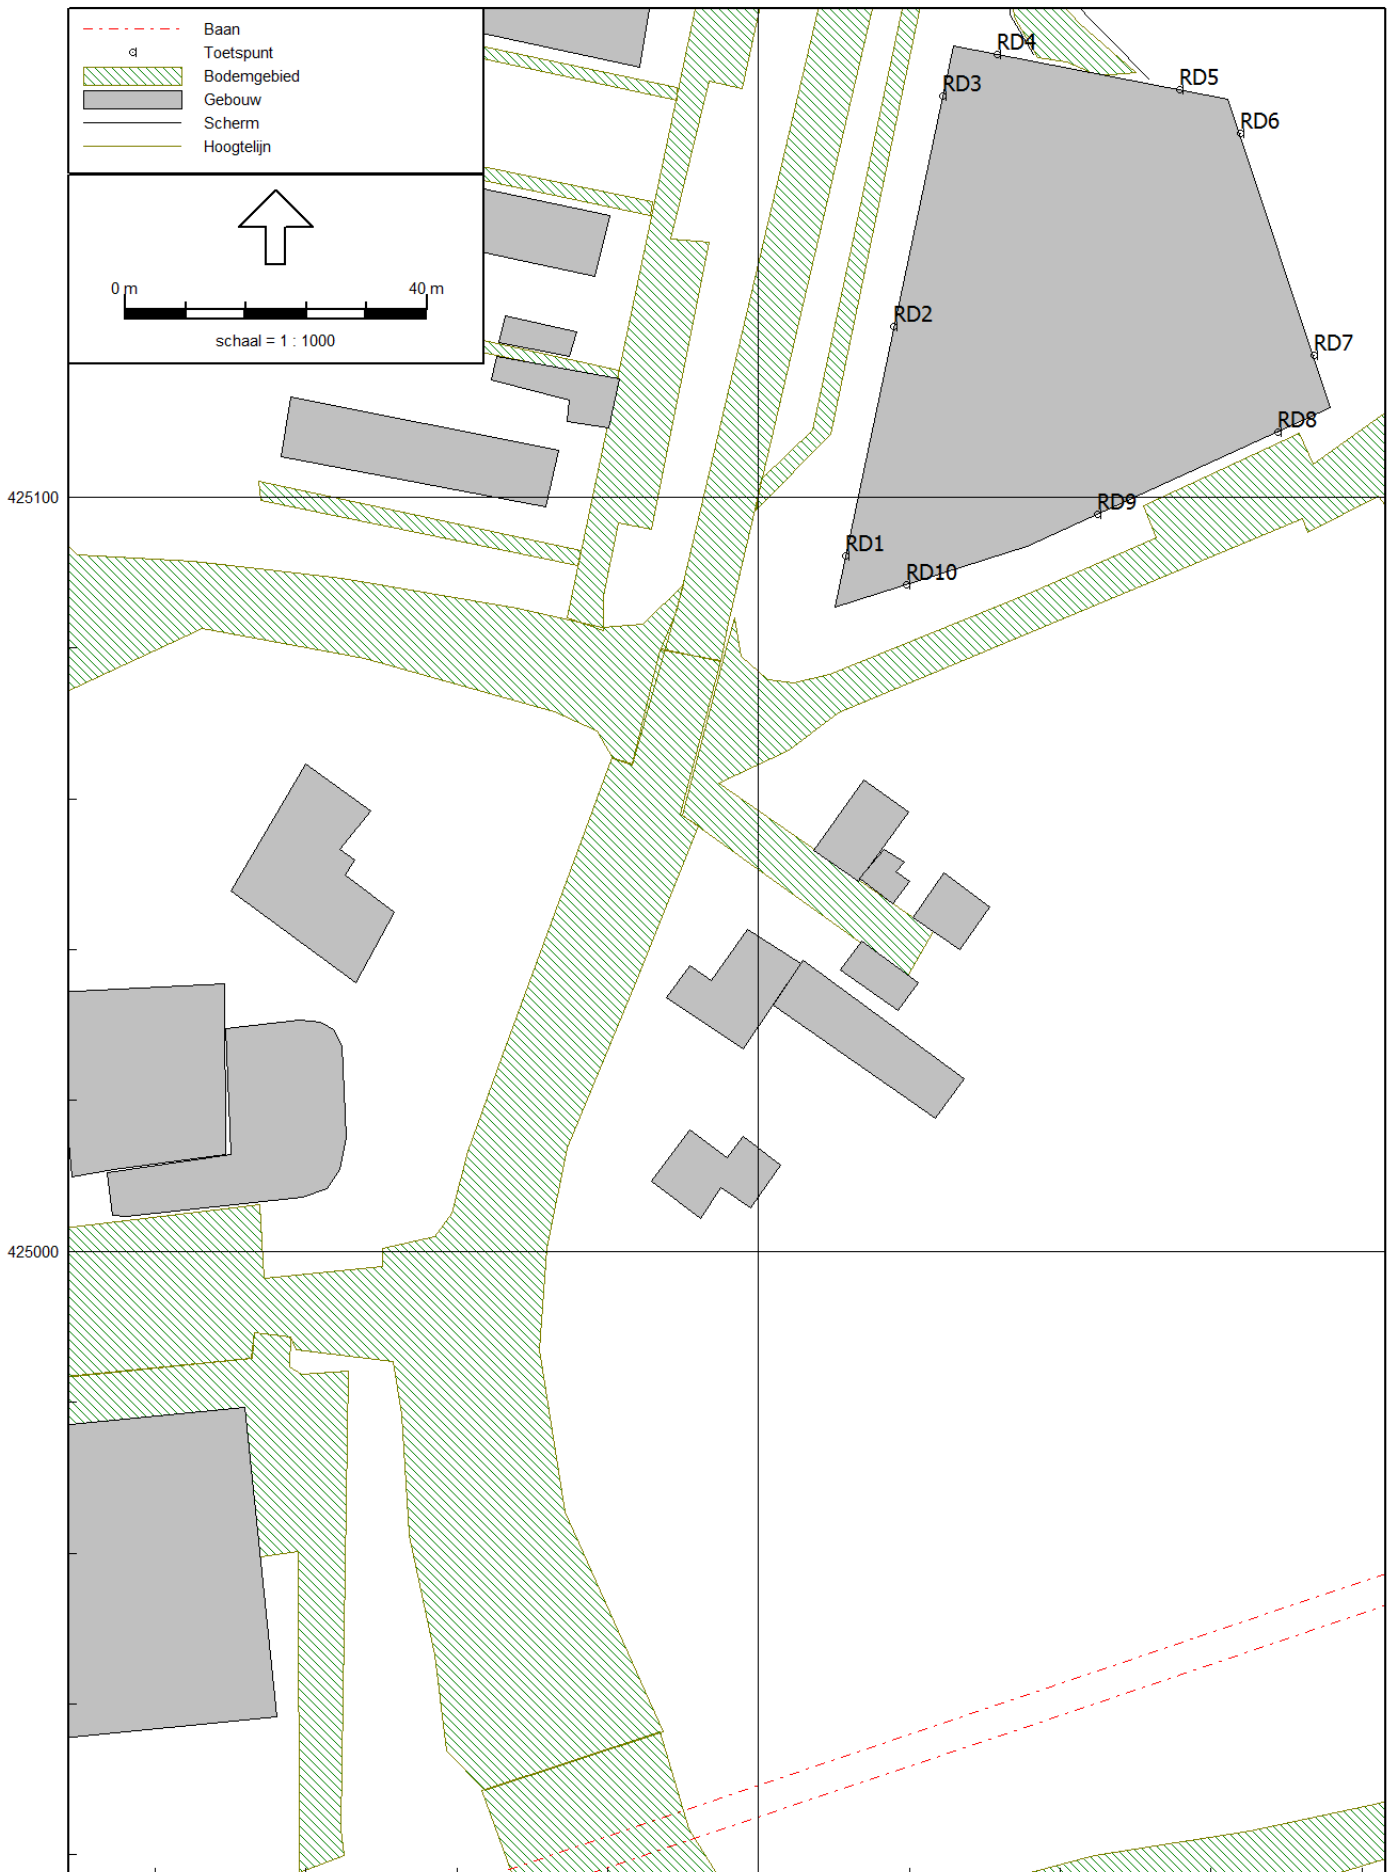 Baan
Toetspunt
Bodemgebied
Gebouw
Scherm
Hoogtelijn
0 m 40 m
schaal = 1 : 1000
RD4
RD5
RD3
RD6
RD2
RD7
RD8
425100
RD9
RD1
RD10
425000